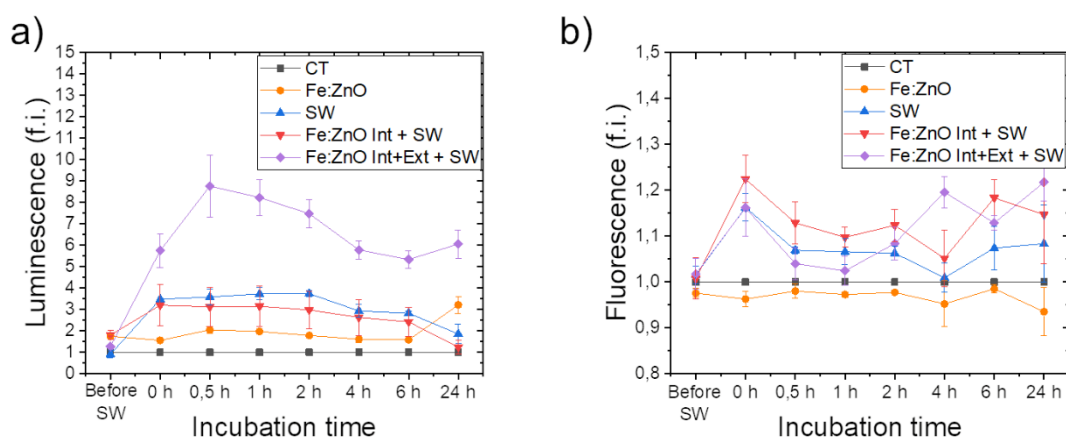 a)
Luminescence (f.i.)
15
14
13
12
11
10
9
8
7
6
5
4
3
2
1
0
CT
Fe:ZnO
SW
Fe:ZnO Int + SW
Fe:ZnO Int+Ext + SW
Before SW
0 h
0,5 h
1 h
2 h
4 h
6 h
24 h
Incubation time
b)
Fluorescence (f.i.)
1,5
1,4
1,3
1,2
1,1
1,0
0,9
0,8
CT
Fe:ZnO
SW
Fe:ZnO Int + SW
Fe:ZnO Int+Ext + SW
Before SW
0 h
0,5 h
1 h
2 h
4 h
6 h
24 h
Incubation time